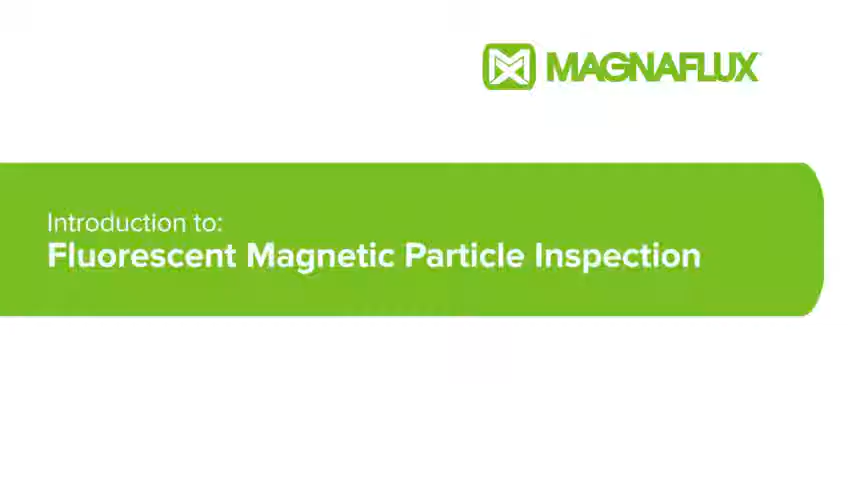 MAGNAFLUX
Introduction to:
Fluorescent Magnetic Particle Inspection